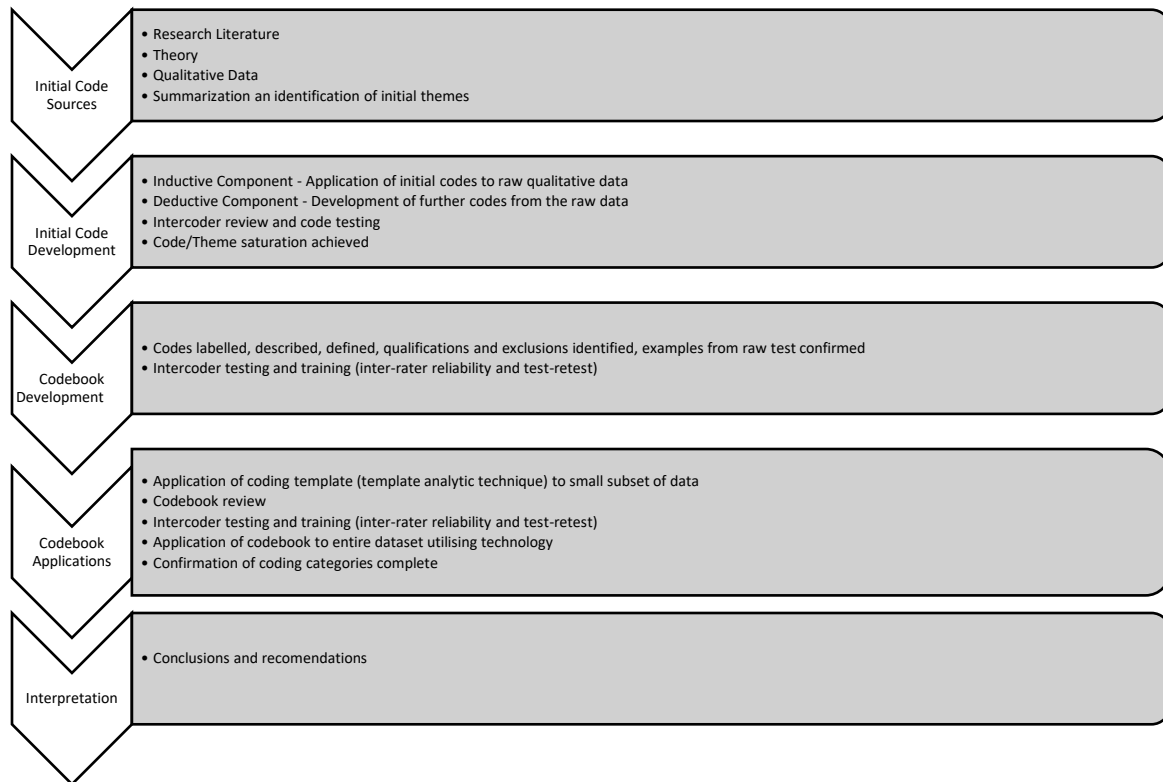 Initial Code
Sources
• Research Literature
• Theory
• Qualitative Data
• Summarization an identification of initial themes
Initial Code
Development
• Inductive Component - Application of initial codes to raw qualitative data
• Deductive Component - Development of further codes from the raw data
• Intercoder review and code testing
• Code/Theme saturation achieved
Codebook
Development
• Codes labelled, described, defined, qualifications and exclusions identified, examples from raw test confirmed
• Intercoder testing and training (inter-rater reliability and test-retest)
Codebook
Applications
• Application of coding template (template analytic technique) to small subset of data
• Codebook review
• Intercoder testing and training (inter-rater reliability and test-retest)
• Application of codebook to entire dataset utilising technology
• Confirmation of coding categories complete
Interpretation
• Conclusions and recomendations